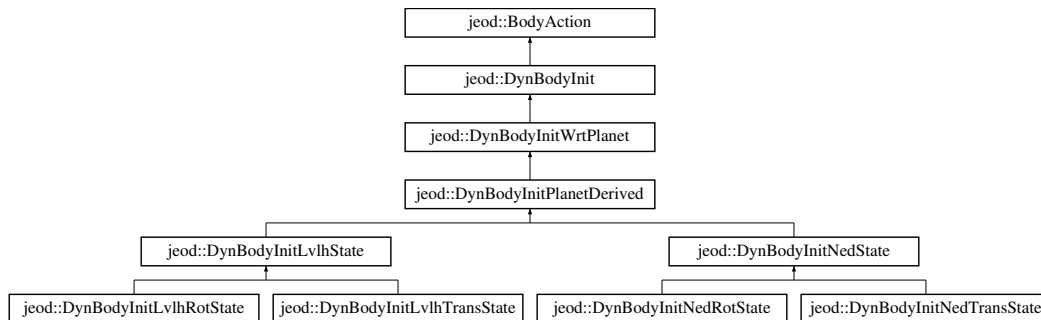 jeod::BodyAction
jeod::DynBodyInit
jeod::DynBodyInitWrtPlanet
jeod::DynBodyInitPlanetDerived
jeod::DynBodyInitLvlhState
jeod::DynBodyInitNedState
jeod::DynBodyInitLvlhRotState
jeod::DynBodyInitLvlhTransState
jeod::DynBodyInitNedRotState
jeod::DynBodyInitNedTransState